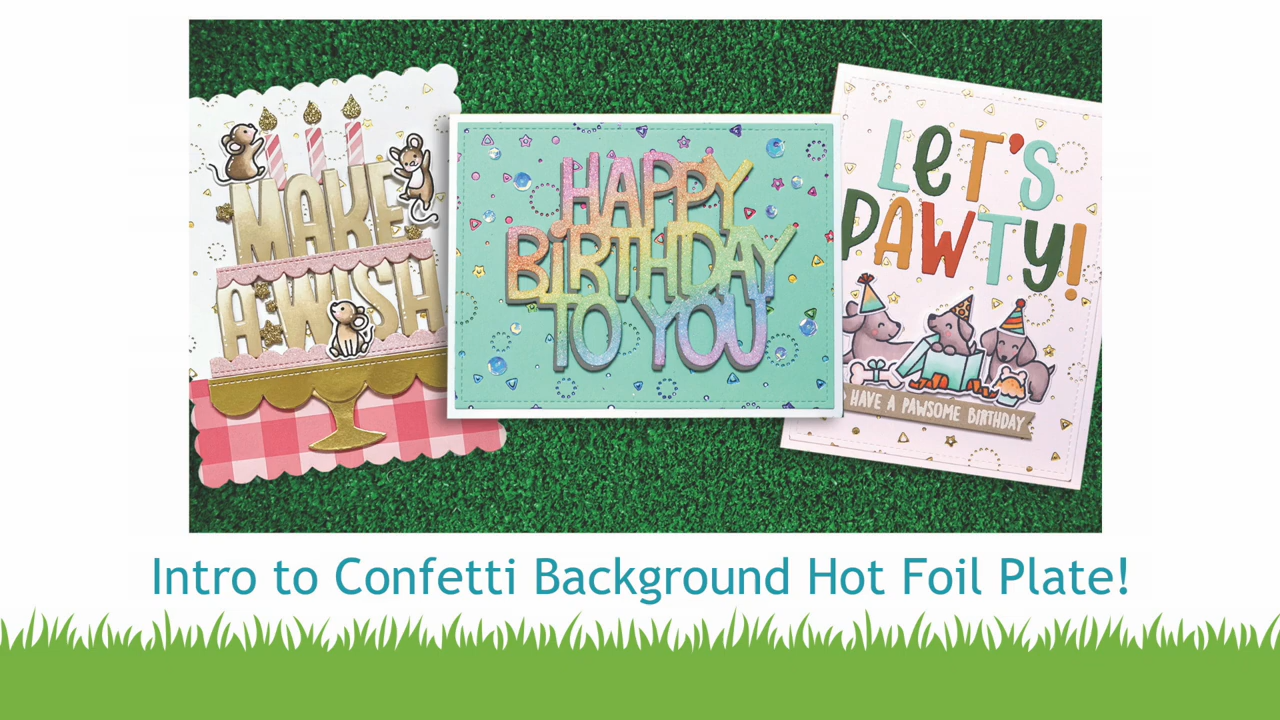 MAKE
A WISH
HAPPY
BiRTHDAY
TO YOU
LeT'S
PAWTy!
HAVE A PAWSOME BIRTHDAY
Intro to Confetti Background Hot Foil Plate!